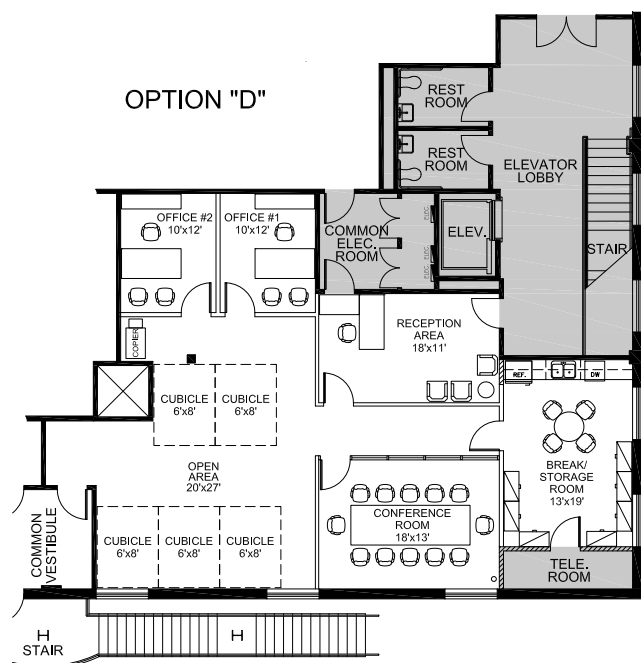 OPTION "D"
REST
ROOM
REST
ROOM
ELEVATOR
LOBBY
STAIR
OFFICE #2
10'x12'
OFFICE #1
10'x12'
COMMON
ELEC.
ROOM
ELEC.
ELEC.
ELEC.
ELEV.
RECEPTION
AREA
18'x11'
COPIER
REF.
DW
CUBICLE
6'x8'
CUBICLE
6'x8'
OPEN
AREA
20'x27'
BREAK/
STORAGE
ROOM
13'x19'
CONFERENCE
ROOM
18'x13'
CUBICLE
6'x8'
CUBICLE
6'x8'
CUBICLE
6'x8'
COMMON
VESTIBULE
TELE.
ROOM
H
STAIR
H